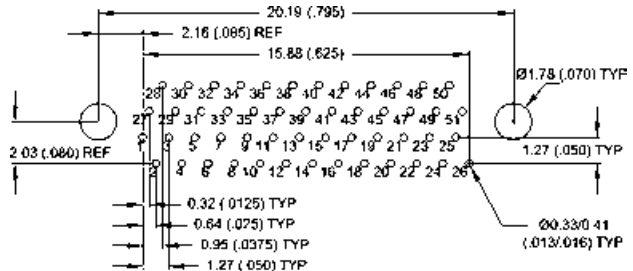 20.19 (.795)
2.16 (.085) REF
15.88 (.625)
28 30 32 34 36 38 40 42 44 46 48 50
Ø1.78 (.070) TYP
27 29 31 33 35 37 39 41 43 45 47 49 51
1 3 5 7 9 11 13 15 17 19 21 23 25
2.03 (.080) REF
1.27 (.050) TYP
2 4 6 8 10 12 14 16 18 20 22 24 26
0.32 (.0125) TYP
0.64 (.025) TYP
0.95 (.0375) TYP
1.27 (.050) TYP
Ø0.33/0.41
(.013/.016) TYP